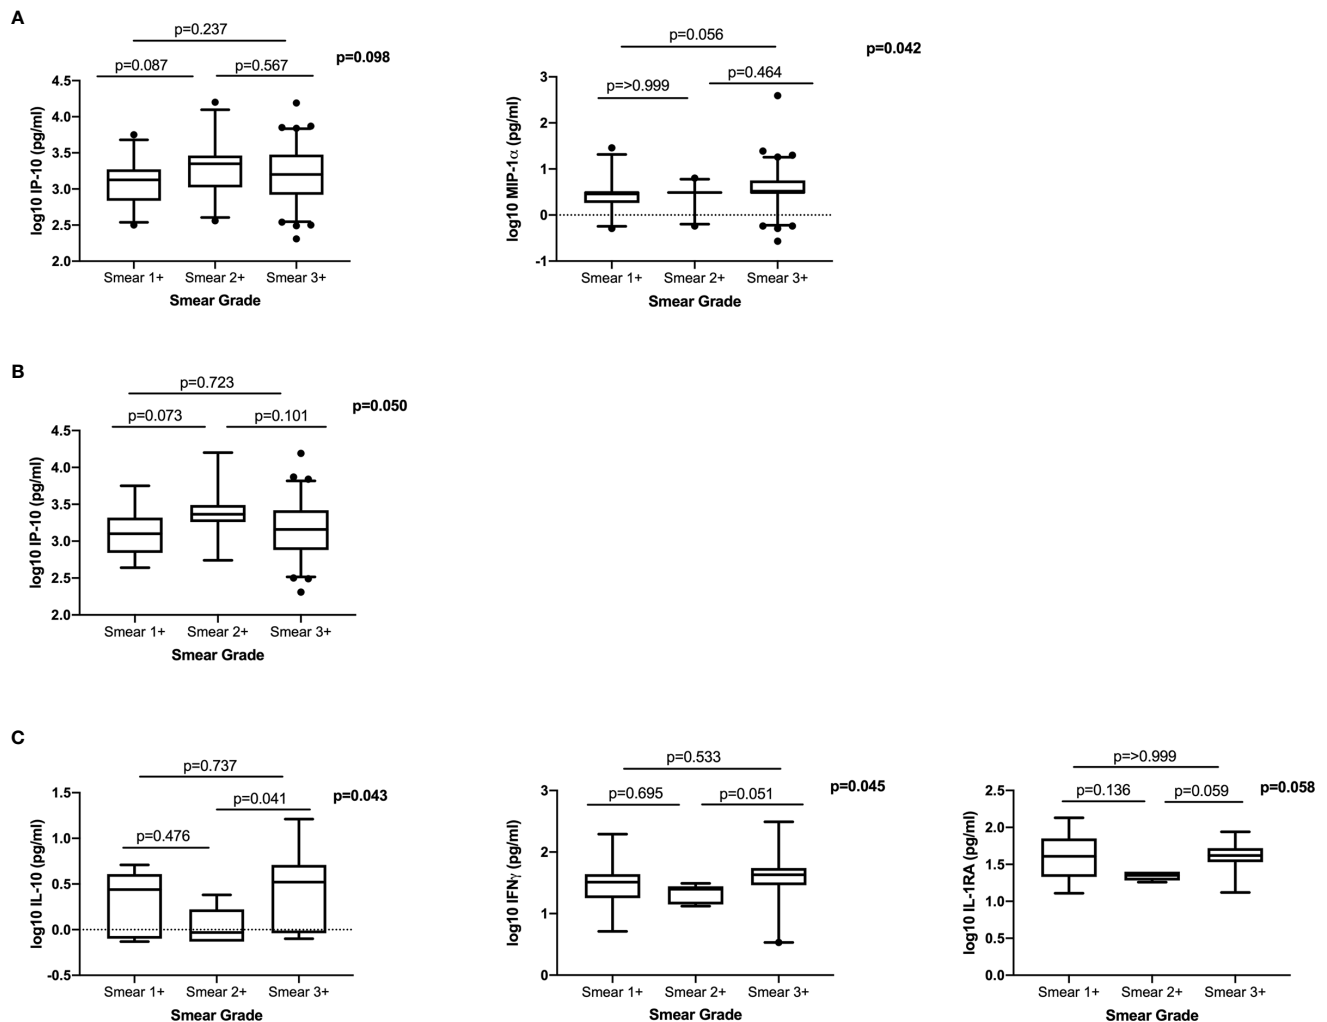 A
p=0.237
p=0.098
p=0.087
p=0.567
4.5
4.0
3.5
3.0
2.5
2.0
log10 IP-10 (pg/ml)
Smear 1+ Smear 2+ Smear 3+
Smear Grade
p=0.056
p=0.042
p=0.464
p=>0.999
3
2
1
0
-1
log10 MIP-1α (pg/ml)
Smear 1+ Smear 2+ Smear 3+
Smear Grade
B
p=0.723
p=0.050
p=0.073
p=0.101
4.5
4.0
3.5
3.0
2.5
2.0
log10 IP-10 (pg/ml)
Smear 1+ Smear 2+ Smear 3+
Smear Grade
C
p=0.737
p=0.043
p=0.041
p=0.476
1.5
1.0
0.5
0.0
-0.5
log10 IL-10 (pg/ml)
Smear 1+ Smear 2+ Smear 3+
Smear Grade
p=0.533
p=0.045
p=0.695
p=0.051
3
2
1
0
log10 IFNγ (pg/ml)
Smear 1+ Smear 2+ Smear 3+
Smear Grade
p=>0.999
p=0.058
p=0.136
p=0.059
2.5
2.0
1.5
1.0
0.5
0.0
log10 IL-1RA (pg/ml)
Smear 1+ Smear 2+ Smear 3+
Smear Grade